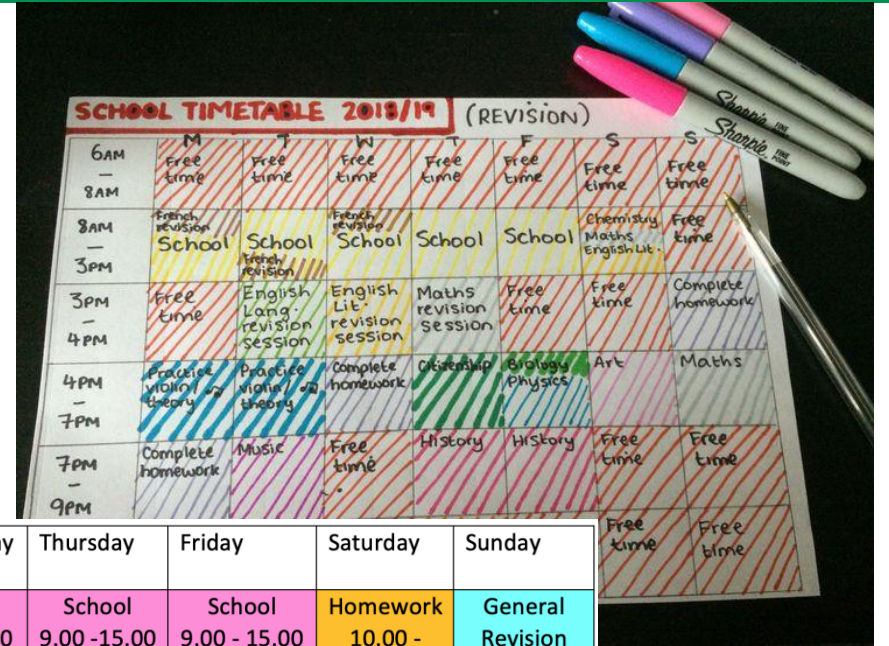 SCHOOL TIMETABLE 2018/19 (REVISION)
Sharpie. FINE POINT
Sharpie. FINE POINT
M T W T F S S
6AM – 8AM
Free time
Free time
Free time
Free time
Free time
Free time
Free time
8AM – 3PM
French revision
School
School
French revision
French revision
School
School
School
Chemistry
Maths
English Lit.
Free time
3PM – 4PM
Free time
English Lang. revision session
English Lit. revision session
Maths revision session
Free time
Free time
Complete homework
4PM – 7PM
Practice violin/ theory
Practice violin/ theory
Complete homework
Citizenship
Biology
Physics
Art
Maths
7PM – 9PM
Complete homework
Music
Free time
History
History
Free time
Free time
Free time
Free time
Thursday Friday Saturday Sunday
School School Homework General
9.00 -15.00 9.00 - 15.00 10.00 - Revision